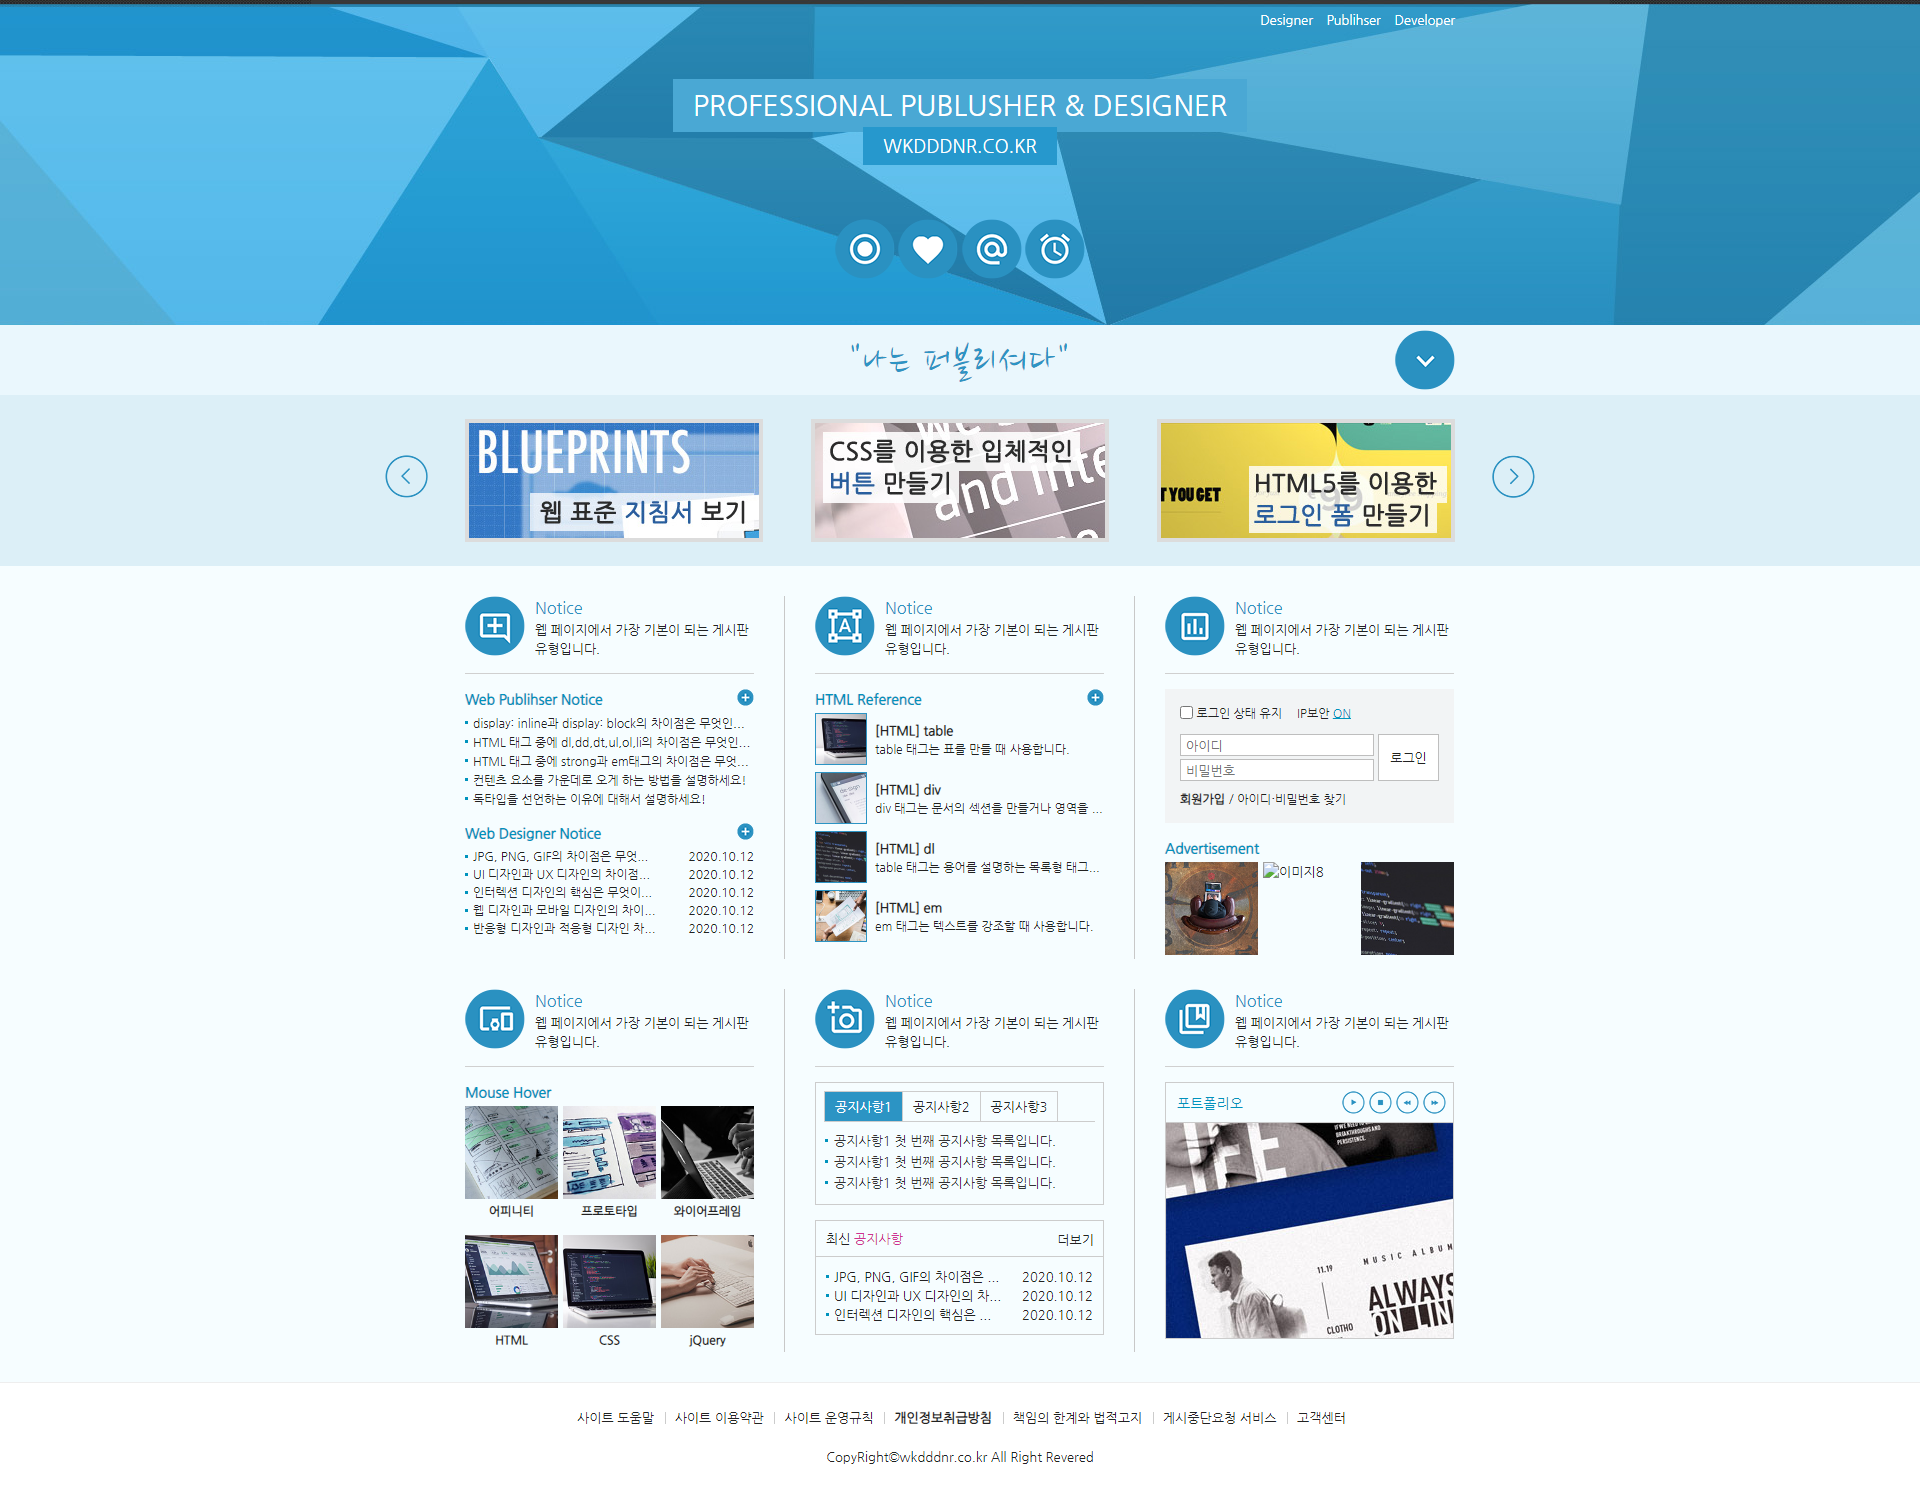 Designer Publihser Developer
PROFESSIONAL PUBLUSHER & DESIGNER
WKDDDNR.CO.KR
"나는 퍼블리셔다"
BLUEPRINTS
웹 표준 지침서 보기
CSS를 이용한 입체적인
버튼 만들기
and inte
T YOU GET
HTML5를 이용한
로그인 폼 만들기
Notice
웹 페이지에서 가장 기본이 되는 게시판
유형입니다.
Web Publihser Notice
display: inline과 display: block의 차이점은 무엇인...
HTML 태그 중에 dl,dd,dt,ul,ol,li의 차이점은 무엇인...
HTML 태그 중에 strong과 em태그의 차이점은 무엇...
컨텐츠 요소를 가운데로 오게 하는 방법을 설명하세요!
독타입을 선언하는 이유에 대해서 설명하세요!
Web Designer Notice
JPG, PNG, GIF의 차이점은 무엇... 2020.10.12
UI 디자인과 UX 디자인의 차이점... 2020.10.12
인터렉션 디자인의 핵심은 무엇이... 2020.10.12
웹 디자인과 모바일 디자인의 차이... 2020.10.12
반응형 디자인과 적응형 디자인 차... 2020.10.12
Notice
웹 페이지에서 가장 기본이 되는 게시판
유형입니다.
HTML Reference
[HTML] table
table 태그는 표를 만들 때 사용합니다.
[HTML] div
div 태그는 문서의 섹션을 만들거나 영역을 ...
[HTML] dl
table 태그는 용어를 설명하는 목록형 태그...
[HTML] em
em 태그는 텍스트를 강조할 때 사용합니다.
Notice
웹 페이지에서 가장 기본이 되는 게시판
유형입니다.
로그인 상태 유지 IP보안 ON
아이디
비밀번호
로그인
회원가입 / 아이디·비밀번호 찾기
Advertisement
이미지8
Notice
웹 페이지에서 가장 기본이 되는 게시판
유형입니다.
Mouse Hover
어피니티 프로토타입 와이어프레임
HTML CSS jQuery
Notice
웹 페이지에서 가장 기본이 되는 게시판
유형입니다.
공지사항1 공지사항2 공지사항3
공지사항1 첫 번째 공지사항 목록입니다.
공지사항1 첫 번째 공지사항 목록입니다.
공지사항1 첫 번째 공지사항 목록입니다.
최신 공지사항 더보기
JPG, PNG, GIF의 차이점은 ... 2020.10.12
UI 디자인과 UX 디자인의 차... 2020.10.12
인터렉션 디자인의 핵심은 ... 2020.10.12
Notice
웹 페이지에서 가장 기본이 되는 게시판
유형입니다.
포트폴리오
IF WE NEED TO
BREAKTHROUGHS AND
PERSISTENCE.
LIFE
MUSIC ALBUM
11.19
ALWAYS
ON LIN
CLOTHO
사이트 도움말 사이트 이용약관 사이트 운영규칙 개인정보취급방침 책임의 한계와 법적고지 게시중단요청 서비스 고객센터
CopyRight©wkdddnr.co.kr All Right Revered